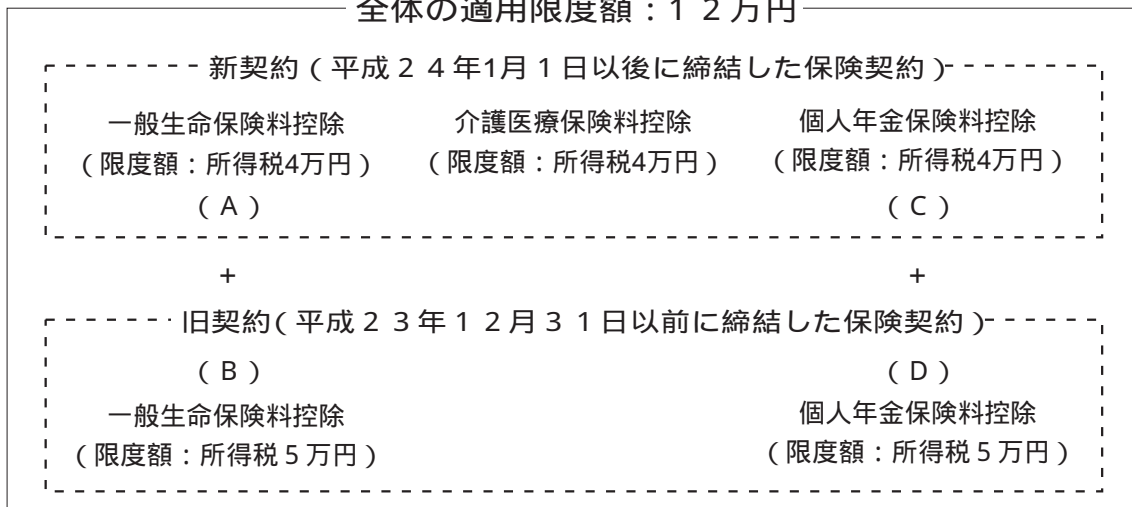 全体の適用限度額：１２万円
新契約（平成２４年1月１日以後に締結した保険契約）
一般生命保険料控除 介護医療保険料控除 個人年金保険料控除
（限度額：所得税4万円） （限度額：所得税4万円） （限度額：所得税4万円）
（Ａ） （Ｃ）
+ +
旧契約（平成２３年１２月３１日以前に締結した保険契約）
（Ｂ） （Ｄ）
一般生命保険料控除 個人年金保険料控除
（限度額：所得税５万円） （限度額：所得税５万円）